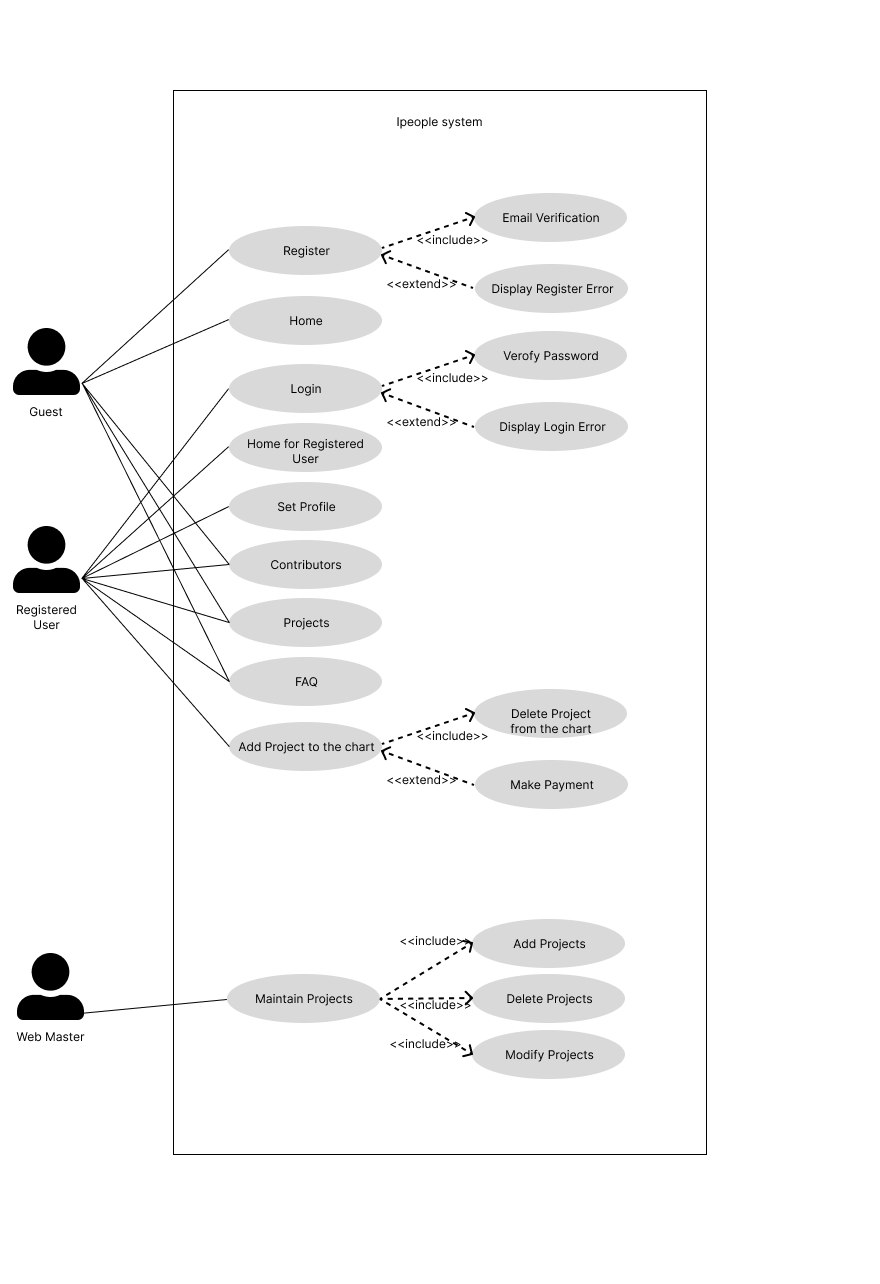 Ipeople system
Email Verification
<<include>>
Register
<<extend>>
Display Register Error
Home
Guest
Verofy Password
<<include>>
Login
<<extend>>
Display Login Error
Home for Registered
User
Set Profile
Contributors
Registered
User
Projects
FAQ
Delete Project
from the chart
<<include>>
Add Project to the chart
<<extend>>
Make Payment
<<include>>
Add Projects
Web Master
Maintain Projects
<<include>>
Delete Projects
<<include>>
Modify Projects